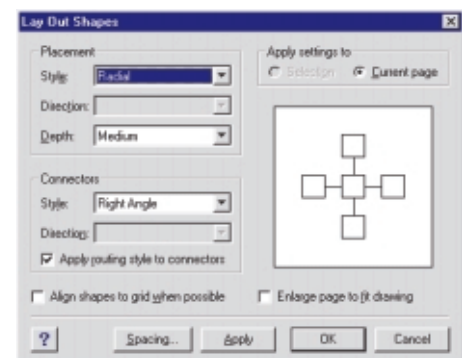 Lay Out Shapes
Placement
Style: Radial
Direction:
Depth: Medium
Connectors
Style: Right Angle
Direction:
Apply routing style to connectors
Apply settings to
Selection Current page
Align shapes to grid when possible
Enlarge page to fit drawing
? Spacing... Apply OK Cancel